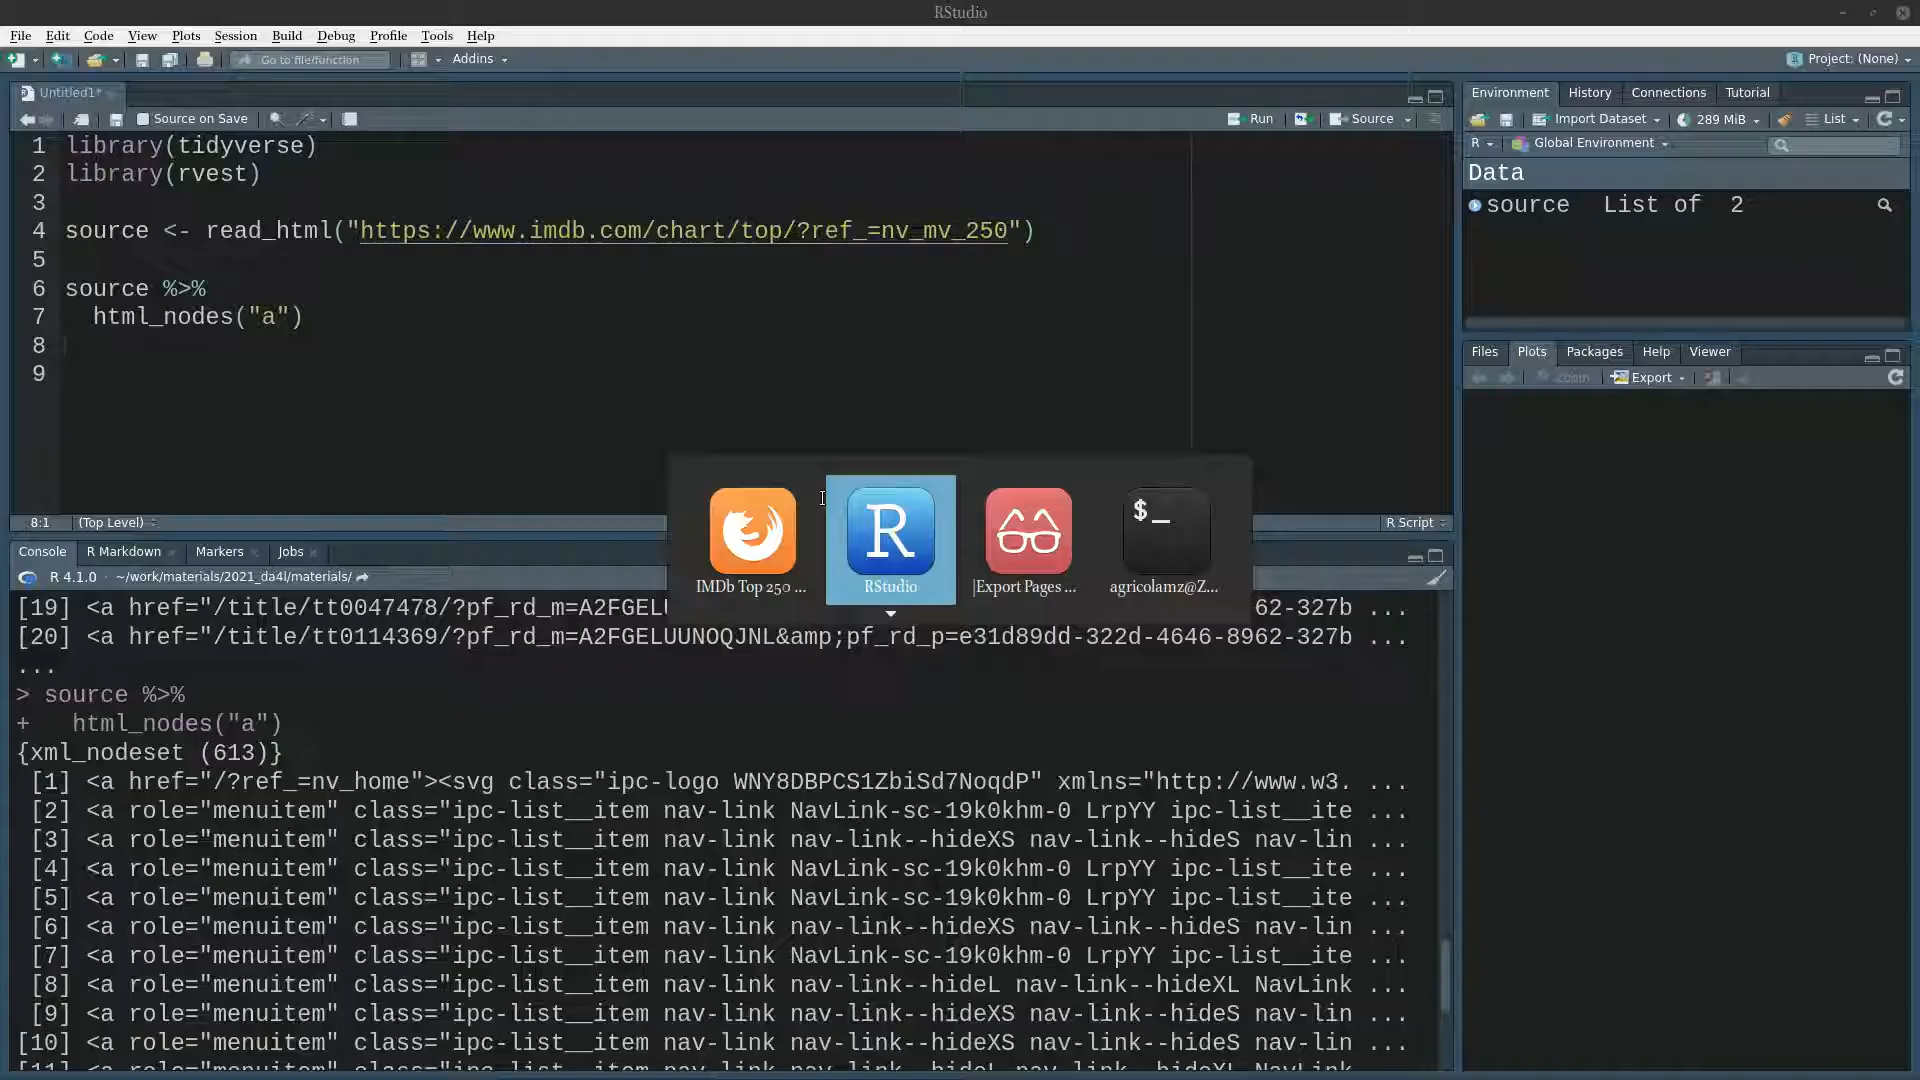 RStudio
File Edit Code View Plots Session Build Debug Profile Tools Help
Go to file/function Addins Project: (None)
Untitled1*
Source on Save Run Source
1 library(tidyverse)
2 library(rvest)
3
4 source <- read_html("https://www.imdb.com/chart/top/?ref_=nv_mv_250")
5
6 source %>%
7   html_nodes("a")
8
9
8:1 (Top Level) R Script
Environment History Connections Tutorial
Import Dataset 289 MiB List
R Global Environment
Data
source List of 2
Files Plots Packages Help Viewer
Zoom Export
R
$_
IMDb Top 250 ... RStudio |Export Pages ... agricolamz@Z...
Console R Markdown Markers Jobs
R 4.1.0 · ~/work/materials/2021_da4l/materials/
[19] <a href="/title/tt0047478/?pf_rd_m=A2FGEL 62-327b ...
[20] <a href="/title/tt0114369/?pf_rd_m=A2FGELUUNOQJNL&amp;pf_rd_p=e31d89dd-322d-4646-8962-327b ...
...
> source %>%
+   html_nodes("a")
{xml_nodeset (613)}
[1] <a href="/?ref_=nv_home"><svg class="ipc-logo WNY8DBPCS1ZbiSd7NoqdP" xmlns="http://www.w3. ...
[2] <a role="menuitem" class="ipc-list__item nav-link NavLink-sc-19k0khm-0 LrpYY ipc-list__ite ...
[3] <a role="menuitem" class="ipc-list__item nav-link nav-link--hideXS nav-link--hideS nav-lin ...
[4] <a role="menuitem" class="ipc-list__item nav-link NavLink-sc-19k0khm-0 LrpYY ipc-list__ite ...
[5] <a role="menuitem" class="ipc-list__item nav-link NavLink-sc-19k0khm-0 LrpYY ipc-list__ite ...
[6] <a role="menuitem" class="ipc-list__item nav-link nav-link--hideXS nav-link--hideS nav-lin ...
[7] <a role="menuitem" class="ipc-list__item nav-link NavLink-sc-19k0khm-0 LrpYY ipc-list__ite ...
[8] <a role="menuitem" class="ipc-list__item nav-link nav-link--hideL nav-link--hideXL NavLink ...
[9] <a role="menuitem" class="ipc-list__item nav-link nav-link--hideXS nav-link--hideS nav-lin ...
[10] <a role="menuitem" class="ipc-list__item nav-link nav-link--hideXS nav-link--hideS nav-lin ...